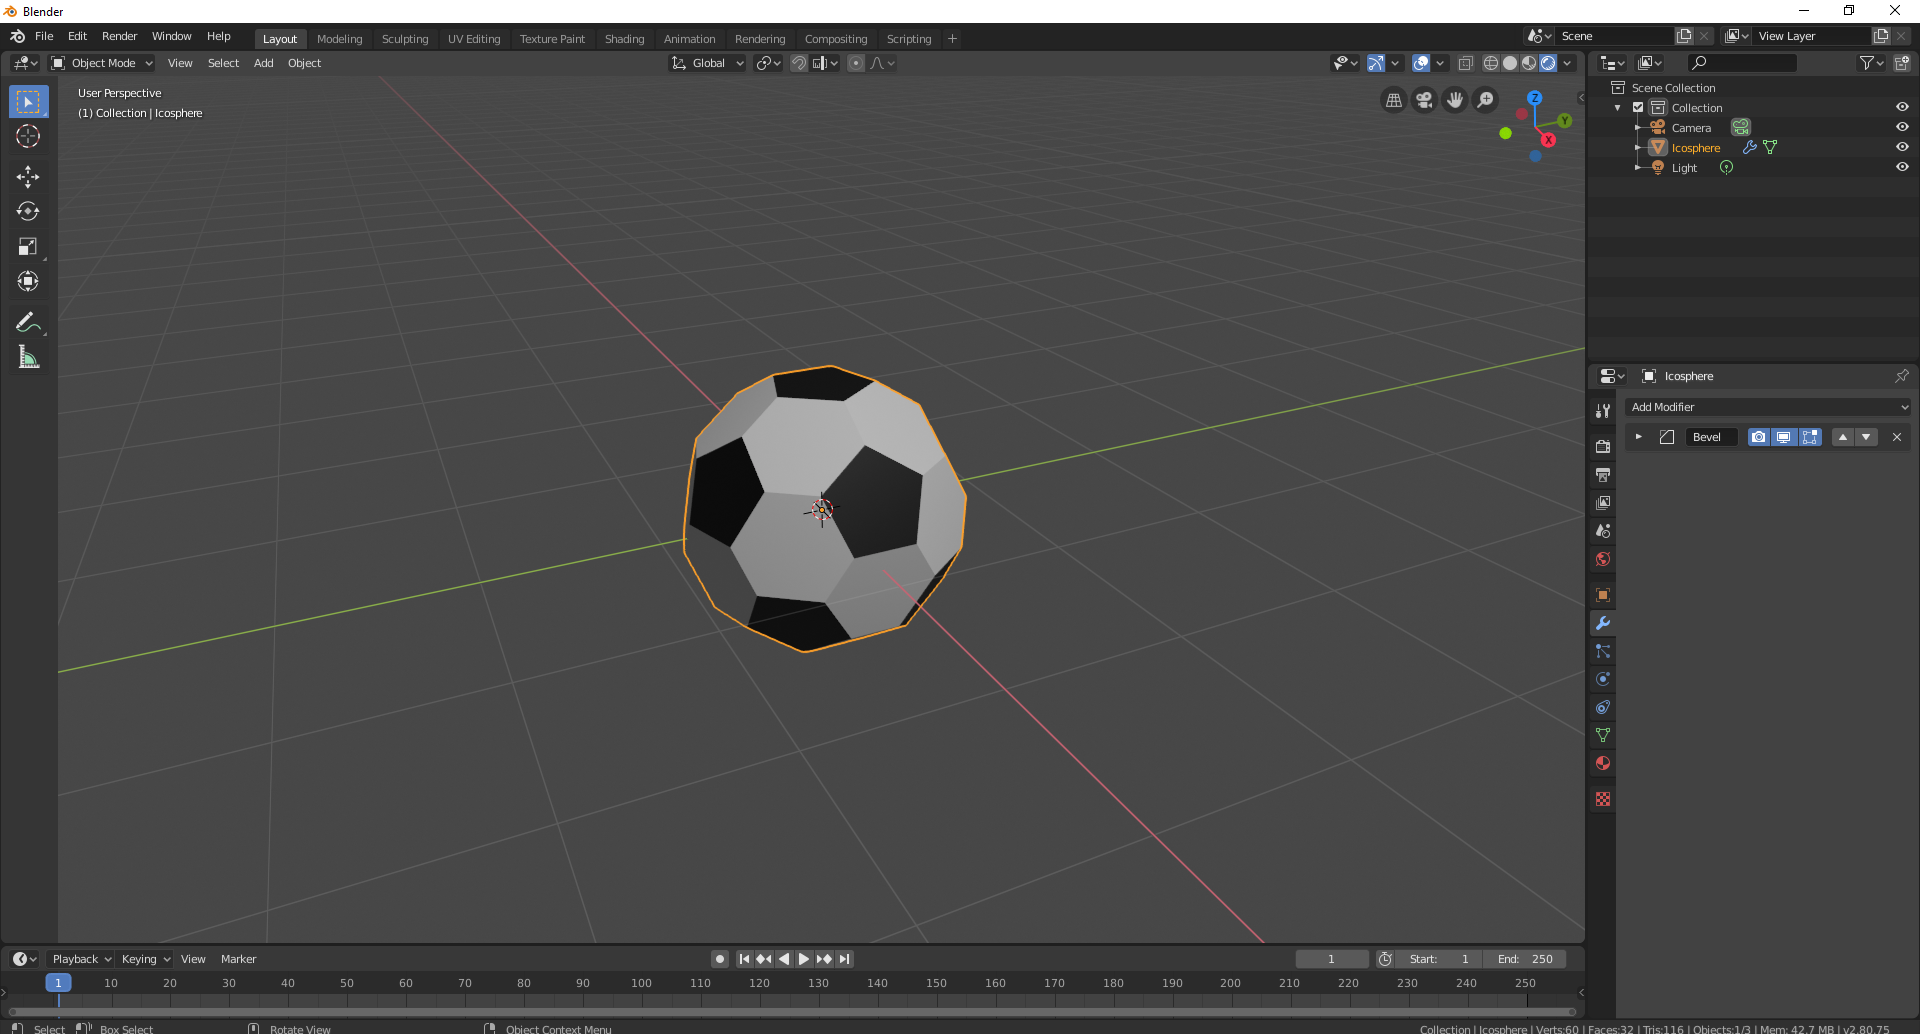 Blender
File Edit Render Window Help Layout Modeling Sculpting UV Editing Texture Paint Shading Animation Rendering Compositing Scripting + Scene View Layer
Object Mode View Select Add Object Global
User Perspective
(1) Collection | Icosphere
Z
Y
X
Scene Collection
Collection
Camera
Icosphere
Light
Icosphere
Add Modifier
Bevel
Playback Keying View Marker 1 Start: 1 End: 250
1 10 20 30 40 50 60 70 80 90 100 110 120 130 140 150 160 170 180 190 200 210 220 230 240 250
Select Box Select Rotate View Object Context Menu Collection | Icosphere | Verts:60 | Faces:32 | Tris:116 | Objects:1/3 | Mem: 42.7 MB | v2.80.75